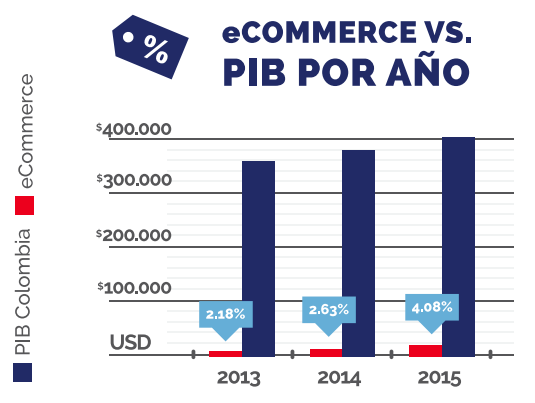 %
eCOMMERCE VS.
PIB POR AÑO
PIB Colombia eCommerce
$400.000
$300.000
$200.000
$100.000
USD
2.18%
2.63%
4.08%
2013
2014
2015